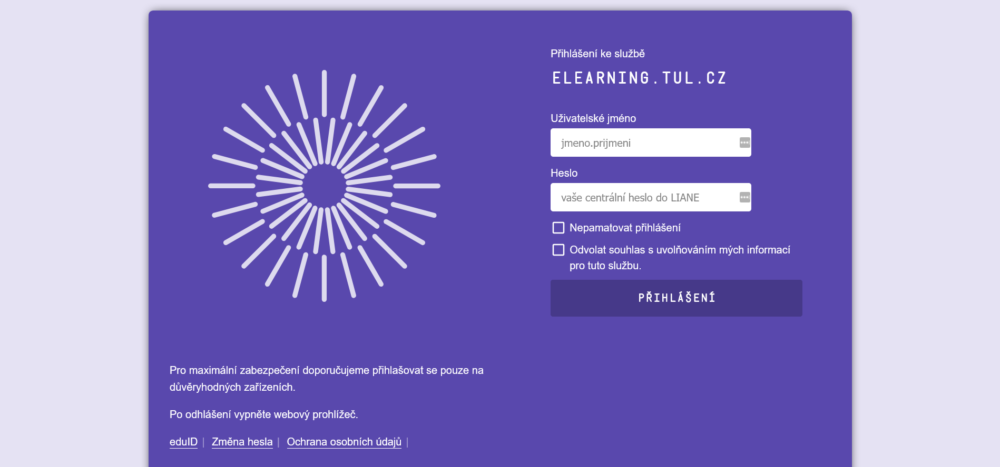 Přihlášení ke službě
ELEARNING.TUL.CZ
Uživatelské jméno
jmeno.prijmeni
Heslo
vaše centrální heslo do LIANE
Nepamatovat přihlášení
Odvolat souhlas s uvolňováním mých informací
pro tuto službu.
PŘIHLÁŠENÍ
Pro maximální zabezpečení doporučujeme přihlašovat se pouze na
důvěryhodných zařízeních.
Po odhlášení vypněte webový prohlížeč.
eduID | Změna hesla | Ochrana osobních údajů |